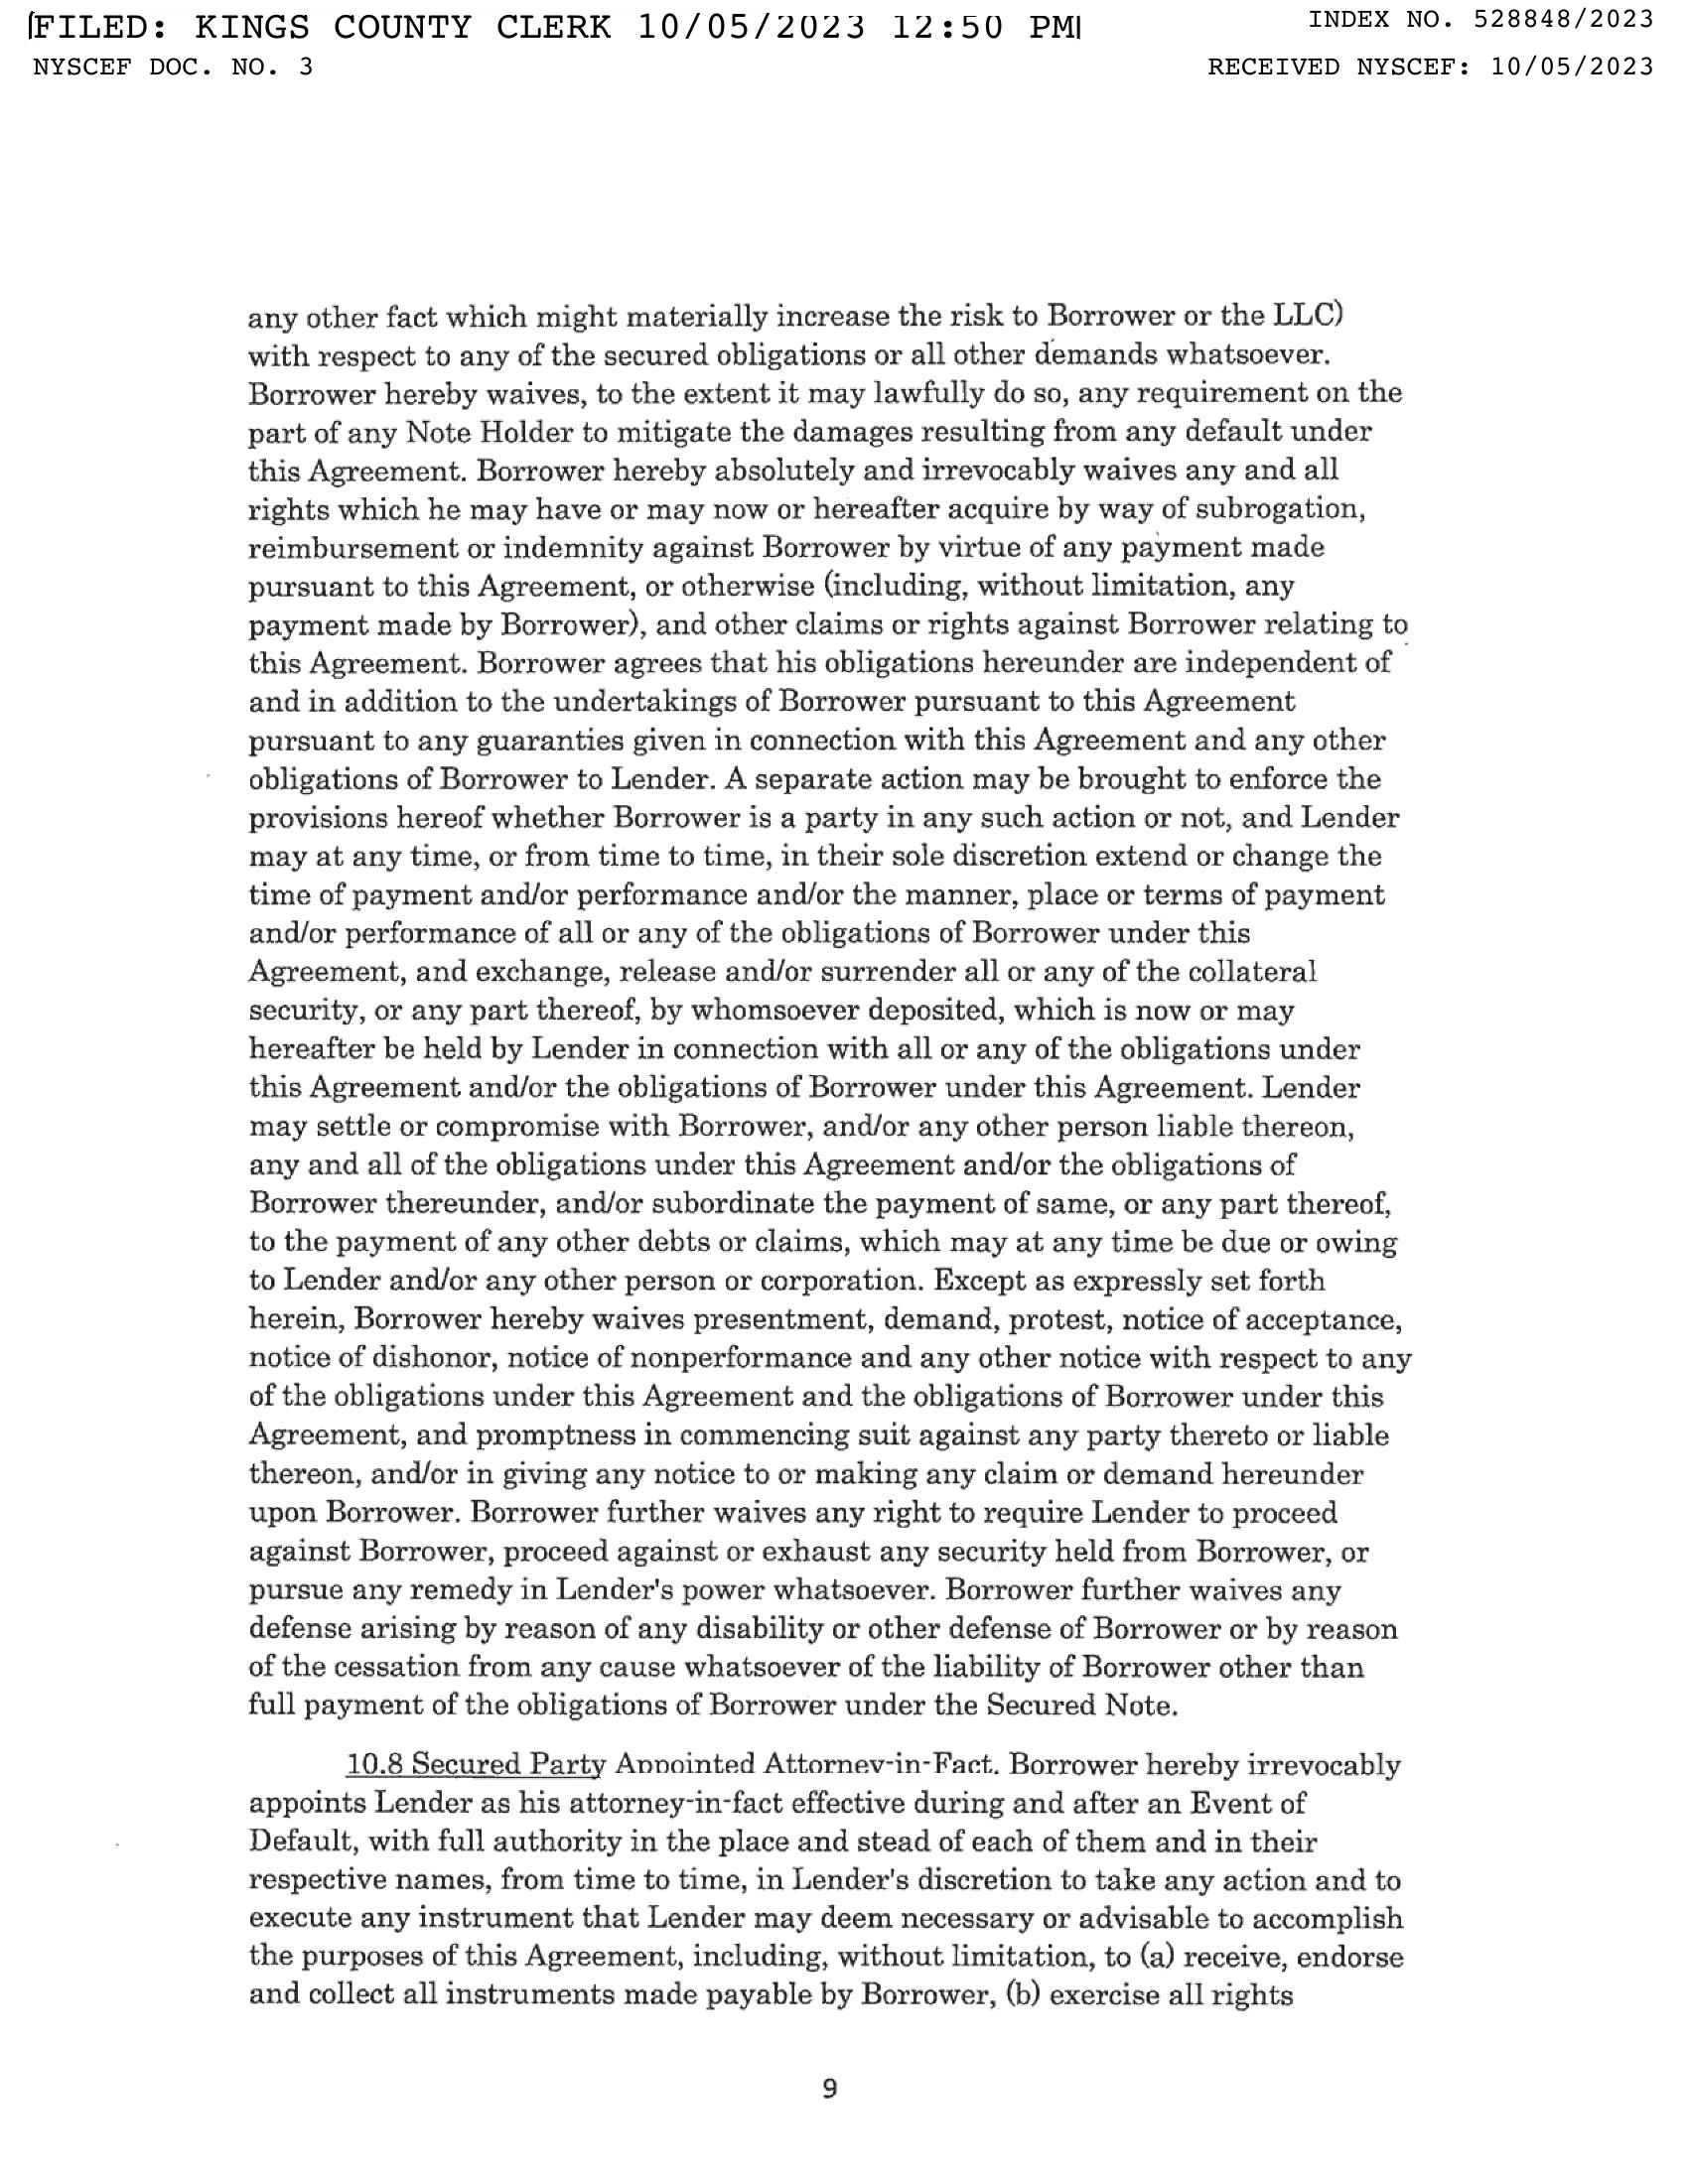 FILED: KINGS COUNTY CLERK 10/05/2023 12:50 PM
INDEX NO. 528848/2023
NYSCEF DOC. NO. 3
RECEIVED NYSCEF: 10/05/2023
any other fact which might materially increase the risk to Borrower or the LLC)
with respect to any of the secured obligations or all other demands whatsoever.
Borrower hereby waives, to the extent it may lawfully do so, any requirement on the
part of any Note Holder to mitigate the damages resulting from any default under
this Agreement. Borrower hereby absolutely and irrevocably waives any and all
rights which he may have or may now or hereafter acquire by way of subrogation,
reimbursement or indemnity against Borrower by virtue of any payment made
pursuant to this Agreement, or otherwise (including, without limitation, any
payment made by Borrower), and other claims or rights against Borrower relating to
this Agreement. Borrower agrees that his obligations hereunder are independent of
and in addition to the undertakings of Borrower pursuant to this Agreement
pursuant to any guaranties given in connection with this Agreement and any other
obligations of Borrower to Lender. A separate action may be brought to enforce the
provisions hereof whether Borrower is a party in any such action or not, and Lender
may at any time, or from time to time, in their sole discretion extend or change the
time of payment and/or performance and/or the manner, place or terms of payment
and/or performance of all or any of the obligations of Borrower under this
Agreement, and exchange, release and/or surrender all or any of the collateral
security, or any part thereof, by whomsoever deposited, which is now or may
hereafter be held by Lender in connection with all or any of the obligations under
this Agreement and/or the obligations of Borrower under this Agreement. Lender
may settle or compromise with Borrower, and/or any other person liable thereon,
any and all of the obligations under this Agreement and/or the obligations of
Borrower thereunder, and/or subordinate the payment of same, or any part thereof,
to the payment of any other debts or claims, which may at any time be due or owing
to Lender and/or any other person or corporation. Except as expressly set forth
herein, Borrower hereby waives presentment, demand, protest, notice of acceptance,
notice of dishonor, notice of nonperformance and any other notice with respect to any
of the obligations under this Agreement and the obligations of Borrower under this
Agreement, and promptness in commencing suit against any party thereto or liable
thereon, and/or in giving any notice to or making any claim or demand hereunder
upon Borrower. Borrower further waives any right to require Lender to proceed
against Borrower, proceed against or exhaust any security held from Borrower, or
pursue any remedy in Lender's power whatsoever. Borrower further waives any
defense arising by reason of any disability or other defense of Borrower or by reason
of the cessation from any cause whatsoever of the liability of Borrower other than
full payment of the obligations of Borrower under the Secured Note.
10.8 Secured Party Appointed Attorney-in-Fact. Borrower hereby irrevocably
appoints Lender as his attorney-in-fact effective during and after an Event of
Default, with full authority in the place and stead of each of them and in their
respective names, from time to time, in Lender's discretion to take any action and to
execute any instrument that Lender may deem necessary or advisable to accomplish
the purposes of this Agreement, including, without limitation, to (a) receive, endorse
and collect all instruments made payable by Borrower, (b) exercise all rights
9